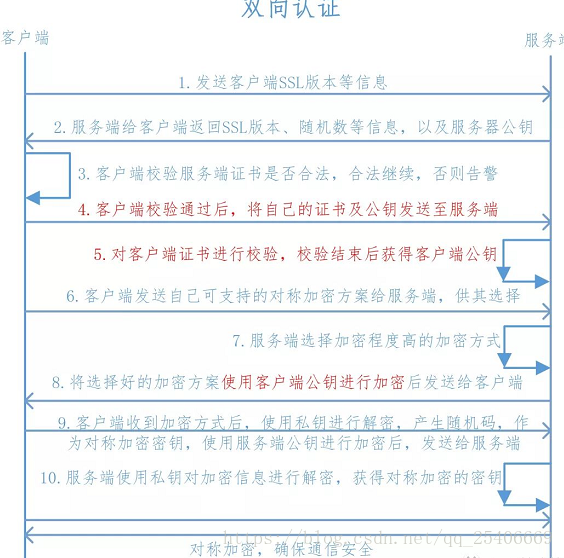 双向认证
客户端
服务端
1.发送客户端SSL版本等信息
2.服务端给客户端返回SSL版本、随机数等信息，以及服务器公钥
3.客户端校验服务端证书是否合法，合法继续，否则告警
4.客户端校验通过后，将自己的证书及公钥发送至服务端
5.对客户端证书进行校验，校验结束后获得客户端公钥
6.客户端发送自己可支持的对称加密方案给服务端，供其选择
7.服务端选择加密程度高的加密方式
8.将选择好的加密方案使用客户端公钥进行加密后发送给客户端
9.客户端收到加密方式后，使用私钥进行解密，产生随机码，作
为对称加密密钥，使用服务端公钥进行加密后，发送给服务端
10.服务端使用私钥对加密信息进行解密，获得对称加密的密钥
https://blog.csdn.net/qq_25406669
对称加密，确保通信安全